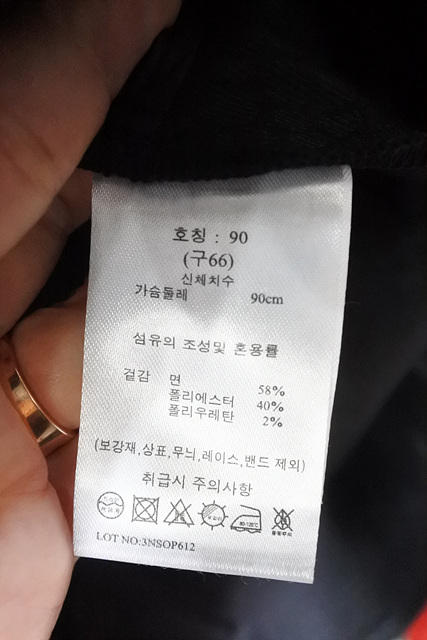 호칭 : 90
(구66)
신체치수
가슴둘레 90cm
섬유의 조성및 혼용률
겉감 면 58%
폴리에스터 40%
폴리우레탄 2%
(보강재,상표,무늬,레이스,밴드 제외)
취급시 주의사항
80-120℃
LOT NO:3NSOP612